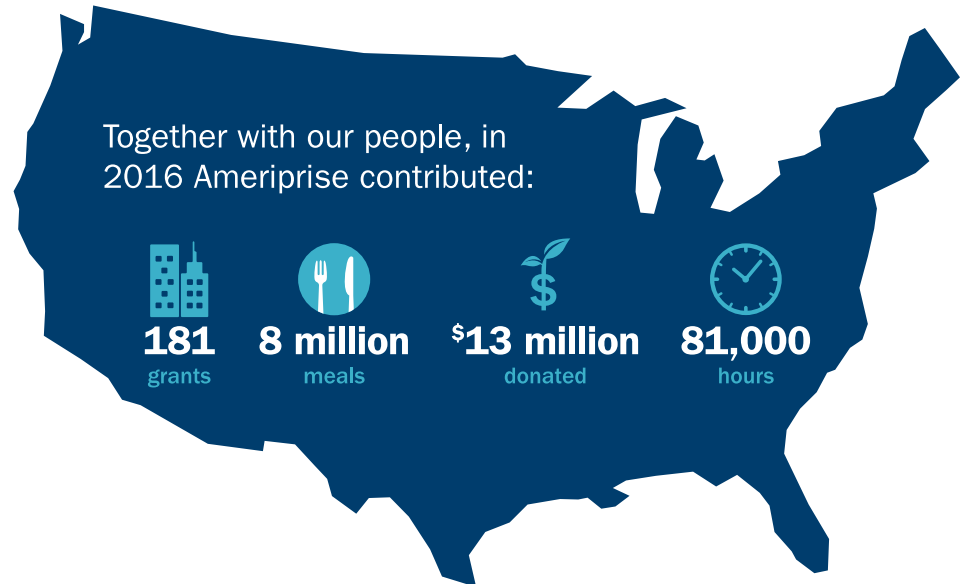 Together with our people, in
2016 Ameriprise contributed:
181
grants
8 million
meals
$13 million
donated
81,000
hours